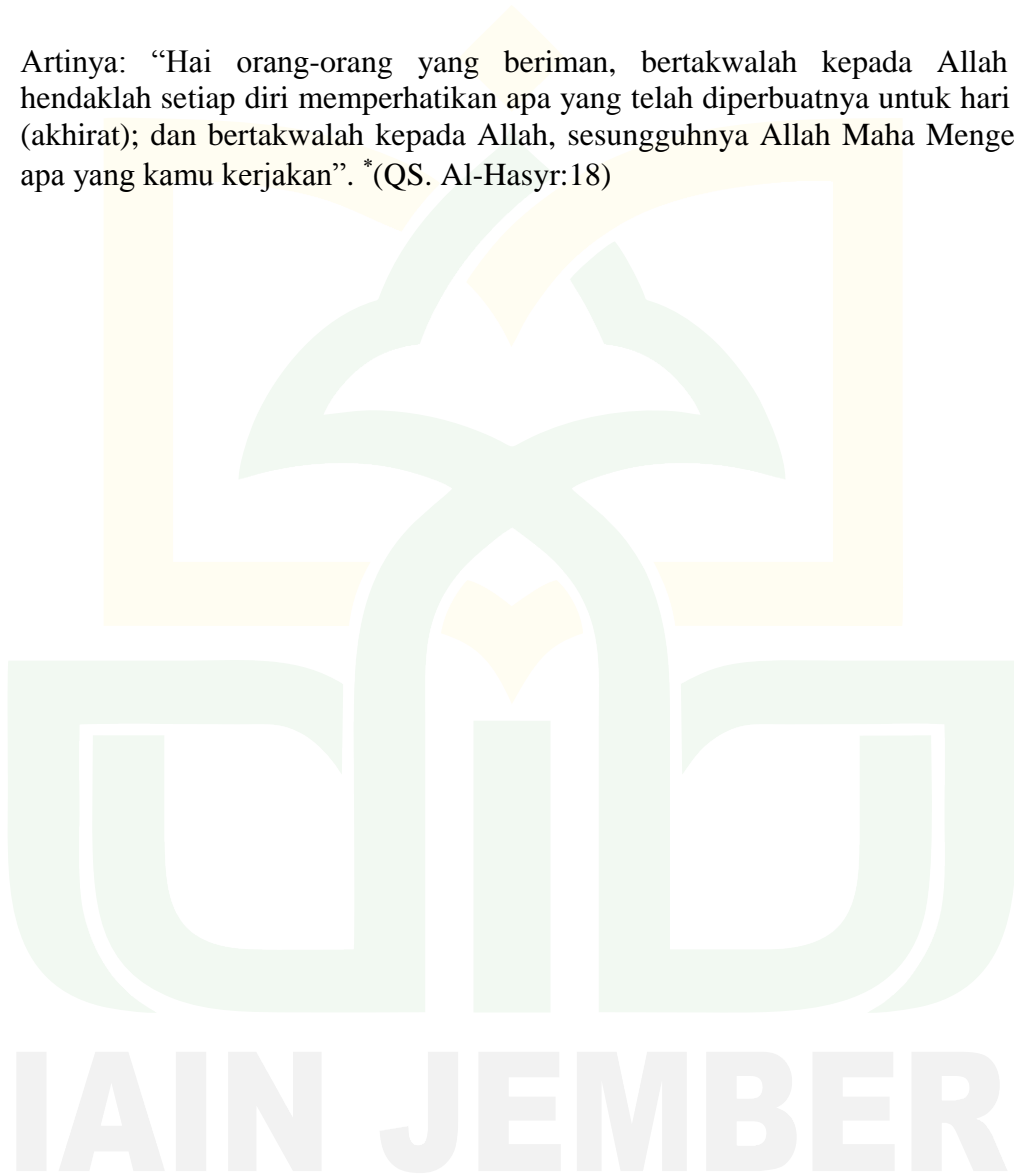 Artinya: “Hai orang-orang yang beriman, bertakwalah kepada Allah
hendaklah setiap diri memperhatikan apa yang telah diperbuatnya untuk hari
(akhirat); dan bertakwalah kepada Allah, sesungguhnya Allah Maha Menge
apa yang kamu kerjakan”. *(QS. Al-Hasyr:18)
IAIN JEMBER